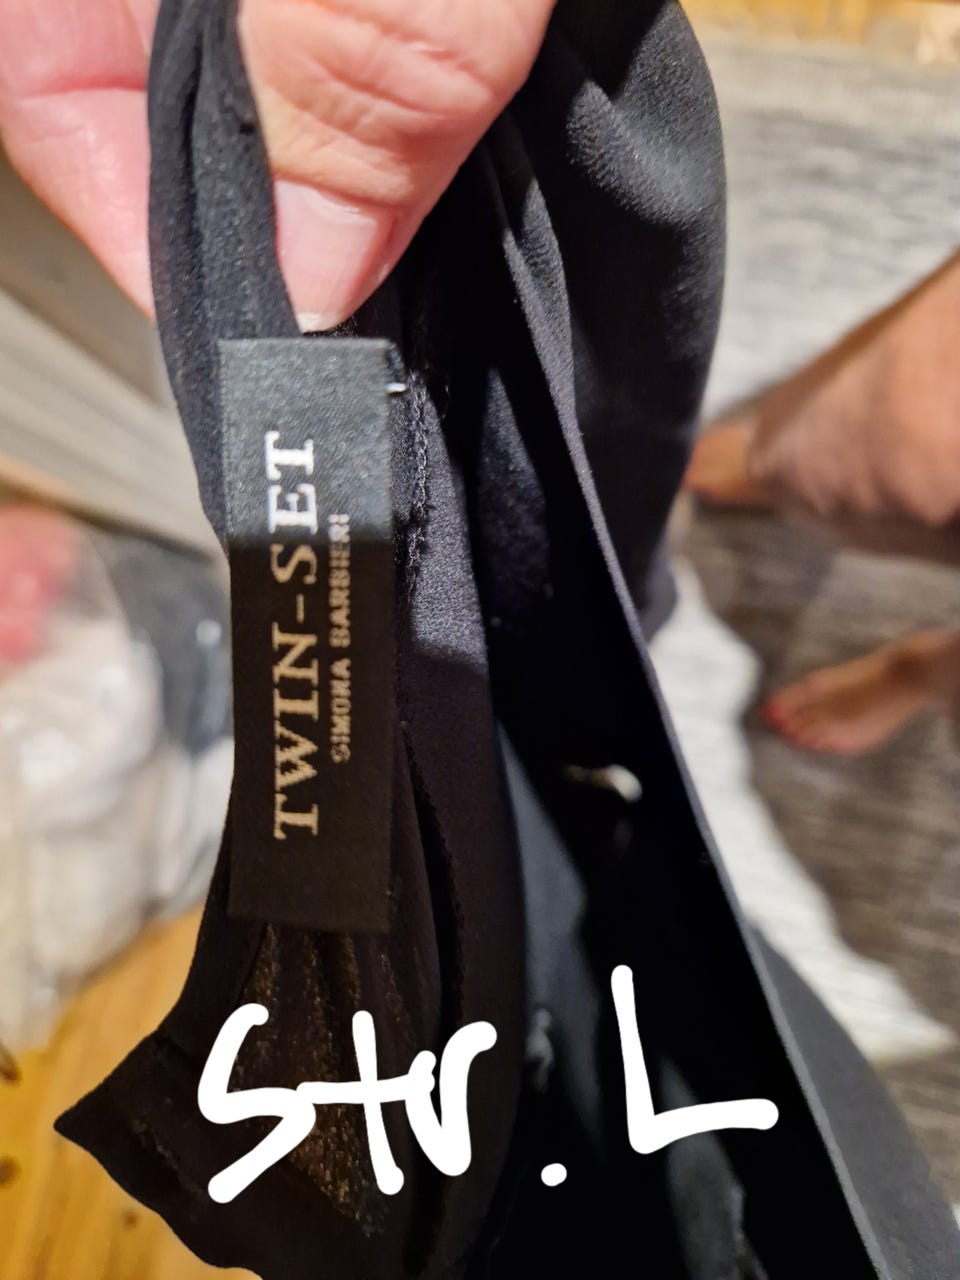 TWIN-SET
SIMONA BARBIERI
Str. L